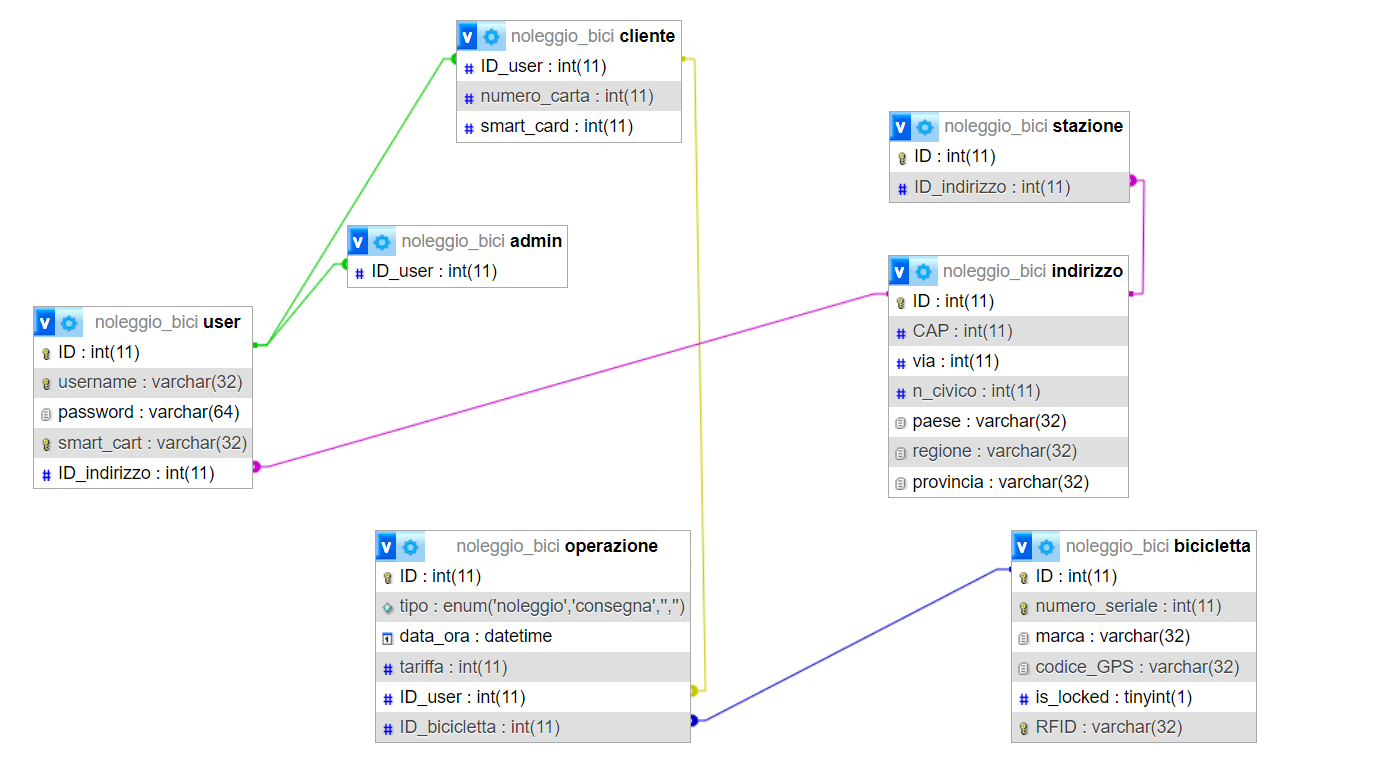 noleggio_bici cliente
ID_user : int(11)
numero_carta : int(11)
smart_card : int(11)
noleggio_bici stazione
ID : int(11)
ID_indirizzo : int(11)
noleggio_bici admin
ID_user : int(11)
noleggio_bici indirizzo
ID : int(11)
CAP : int(11)
via : int(11)
n_civico : int(11)
paese : varchar(32)
regione : varchar(32)
provincia : varchar(32)
noleggio_bici user
ID : int(11)
username : varchar(32)
password : varchar(64)
smart_cart : varchar(32)
ID_indirizzo : int(11)
noleggio_bici operazione
ID : int(11)
tipo : enum('noleggio','consegna','','')
data_ora : datetime
tariffa : int(11)
ID_user : int(11)
ID_bicicletta : int(11)
noleggio_bici bicicletta
ID : int(11)
numero_seriale : int(11)
marca : varchar(32)
codice_GPS : varchar(32)
is_locked : tinyint(1)
RFID : varchar(32)